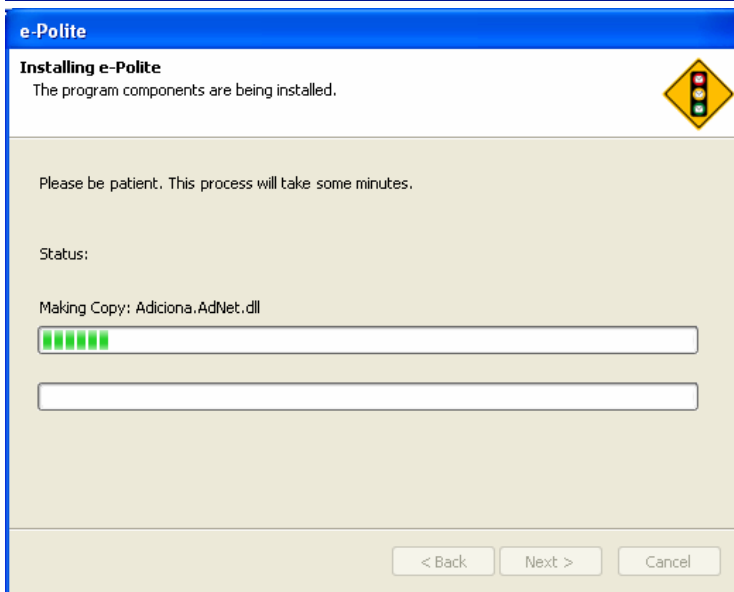 e-Polite
Installing e-Polite
The program components are being installed.
Please be patient. This process will take some minutes.
Status:
Making Copy: Adiciona.AdNet.dll
< Back Next > Cancel